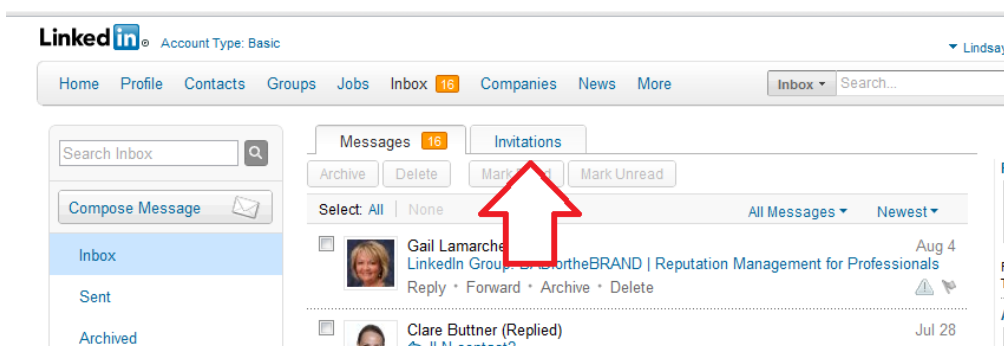 Linked in ® Account Type: Basic
Lindsay
Home Profile Contacts Groups Jobs Inbox 16 Companies News More Inbox Search...
Messages 16 Invitations
Search Inbox
Archive Delete Mark Read Mark Unread
Compose Message
Select: All None All Messages Newest
Gail Lamarche Aug 4
Inbox
LinkedIn Group: | Reputation Management for Professionals
Reply Forward Archive Delete
Sent
Clare Buttner (Replied) Jul 28
Archived